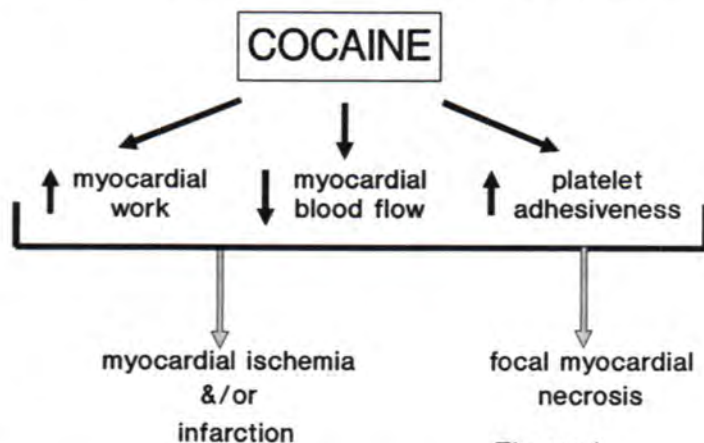 COCAINE
myocardial
work
myocardial
blood flow
platelet
adhesiveness
myocardial ischemia
&/or
infarction
focal myocardial
necrosis